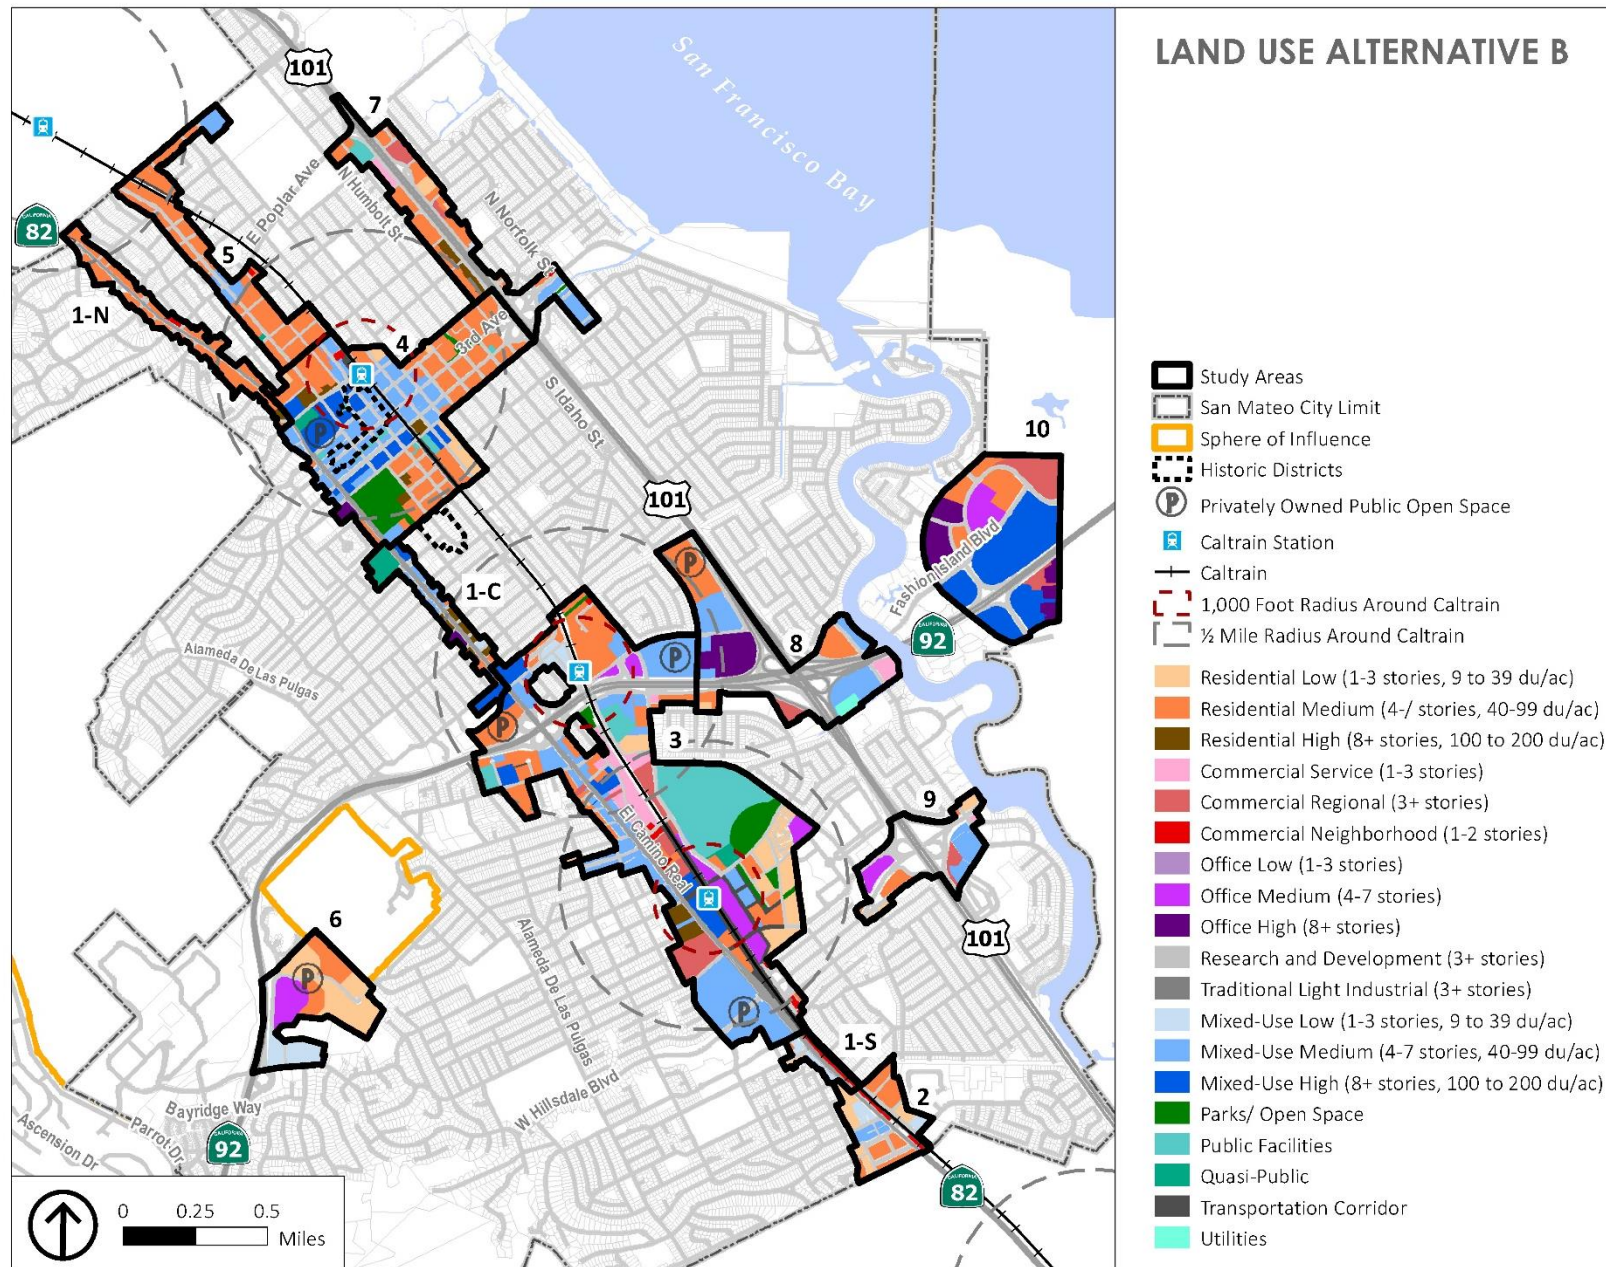 LAND USE ALTERNATIVE B
101
San Francisco Bay
7
E Poplar Ave
N Humbolt St
N Norfolk St
CALIFORNIA
82
5
1-N
4
3rd Ave
S Idaho St
10
101
Fashion Island Blvd
1-C
Alameda De Las Pulgas
8
CALIFORNIA
92
3
9
El Camino Real
101
6
Alameda De Las Pulgas
1-S
W Hillsdale Blvd
2
Bayridge Way
Parrot Dr
Ascension Dr
CALIFORNIA
92
CALIFORNIA
82
0 0.25 0.5
Miles
P
P
P
P
P
P
Study Areas
San Mateo City Limit
Sphere of Influence
Historic Districts
P Privately Owned Public Open Space
Caltrain Station
Caltrain
1,000 Foot Radius Around Caltrain
½ Mile Radius Around Caltrain
Residential Low (1-3 stories, 9 to 39 du/ac)
Residential Medium (4-/ stories, 40-99 du/ac)
Residential High (8+ stories, 100 to 200 du/ac)
Commercial Service (1-3 stories)
Commercial Regional (3+ stories)
Commercial Neighborhood (1-2 stories)
Office Low (1-3 stories)
Office Medium (4-7 stories)
Office High (8+ stories)
Research and Development (3+ stories)
Traditional Light Industrial (3+ stories)
Mixed-Use Low (1-3 stories, 9 to 39 du/ac)
Mixed-Use Medium (4-7 stories, 40-99 du/ac)
Mixed-Use High (8+ stories, 100 to 200 du/ac)
Parks/ Open Space
Public Facilities
Quasi-Public
Transportation Corridor
Utilities